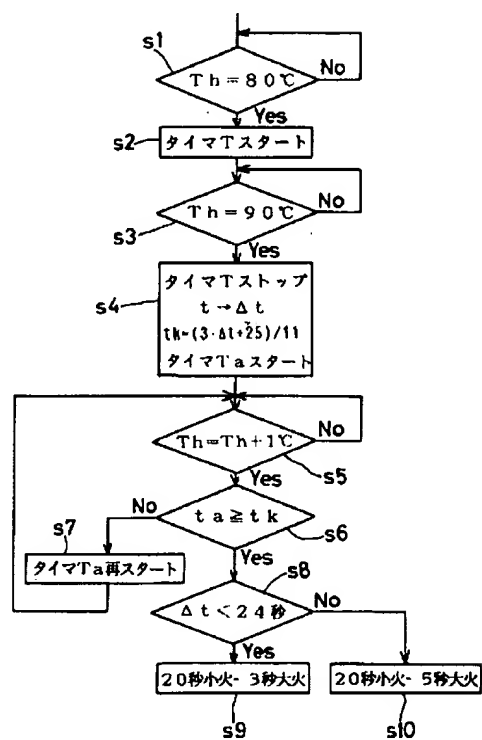 s1
Th=80℃
No
Yes
s2
タイマTスタート
Th=90℃
No
s3
Yes
s4
タイマTストップ
t→Δt
tk=(3·Δt+25)/11
タイマTaスタート
Th=Th+1℃
No
s5
Yes
No
ta≧tk
s6
s7
Yes
タイマTa再スタート
s8
Δt<24秒
No
Yes
20秒小火-3秒大火
20秒小火-5秒大火
s9
s10